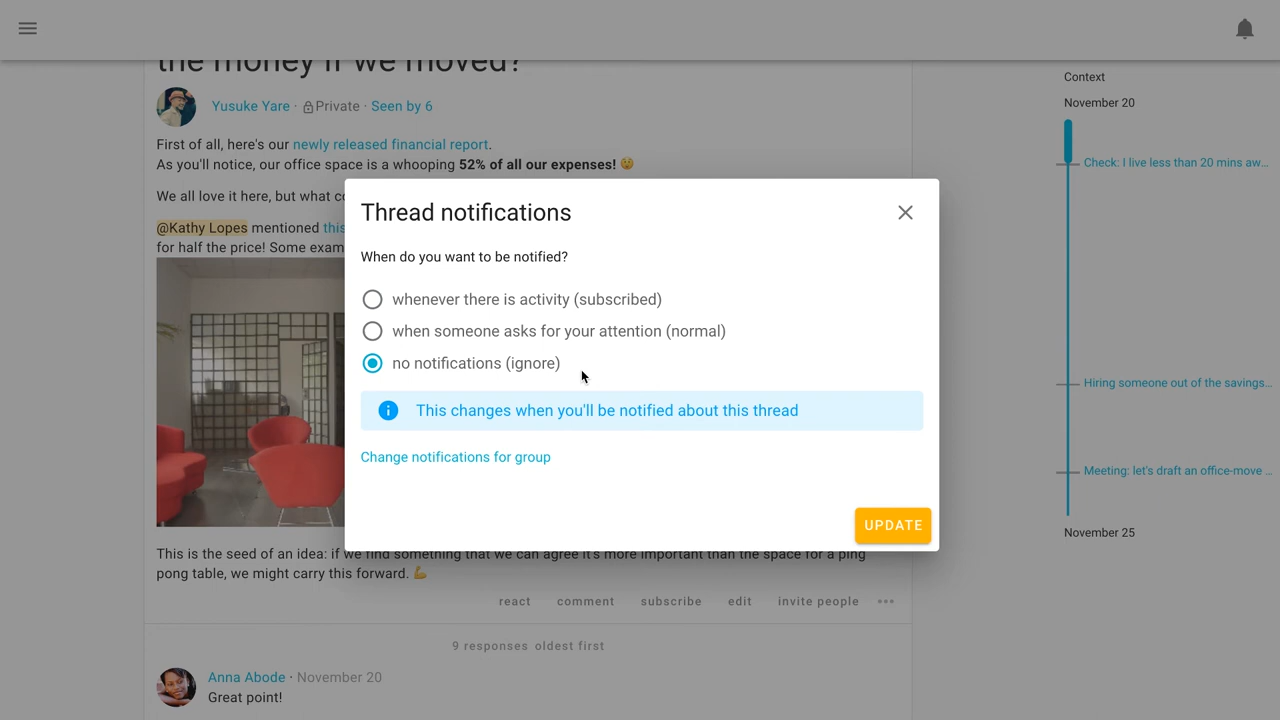 the money if we moved?
Yusuke Yare · Private · Seen by 6
First of all, here's our newly released financial report.
As you'll notice, our office space is a whooping 52% of all our expenses! 😲
We all love it here, but what
@Kathy Lopes mentioned this
for half the price! Some
Thread notifications
When do you want to be notified?
whenever there is activity (subscribed)
when someone asks for your attention (normal)
no notifications (ignore)
This changes when you'll be notified about this thread
Change notifications for group
UPDATE
This is the seed of an idea: if we find something that we can agree it's more important than the space for a ping
pong table, we might carry this forward. 💪
react comment subscribe edit invite people
9 responses oldest first
Anna Abode · November 20
Great point!
Context
November 20
Check: I live less than 20 mins aw...
Hiring someone out of the savings...
Meeting: let's draft an office-move ...
November 25